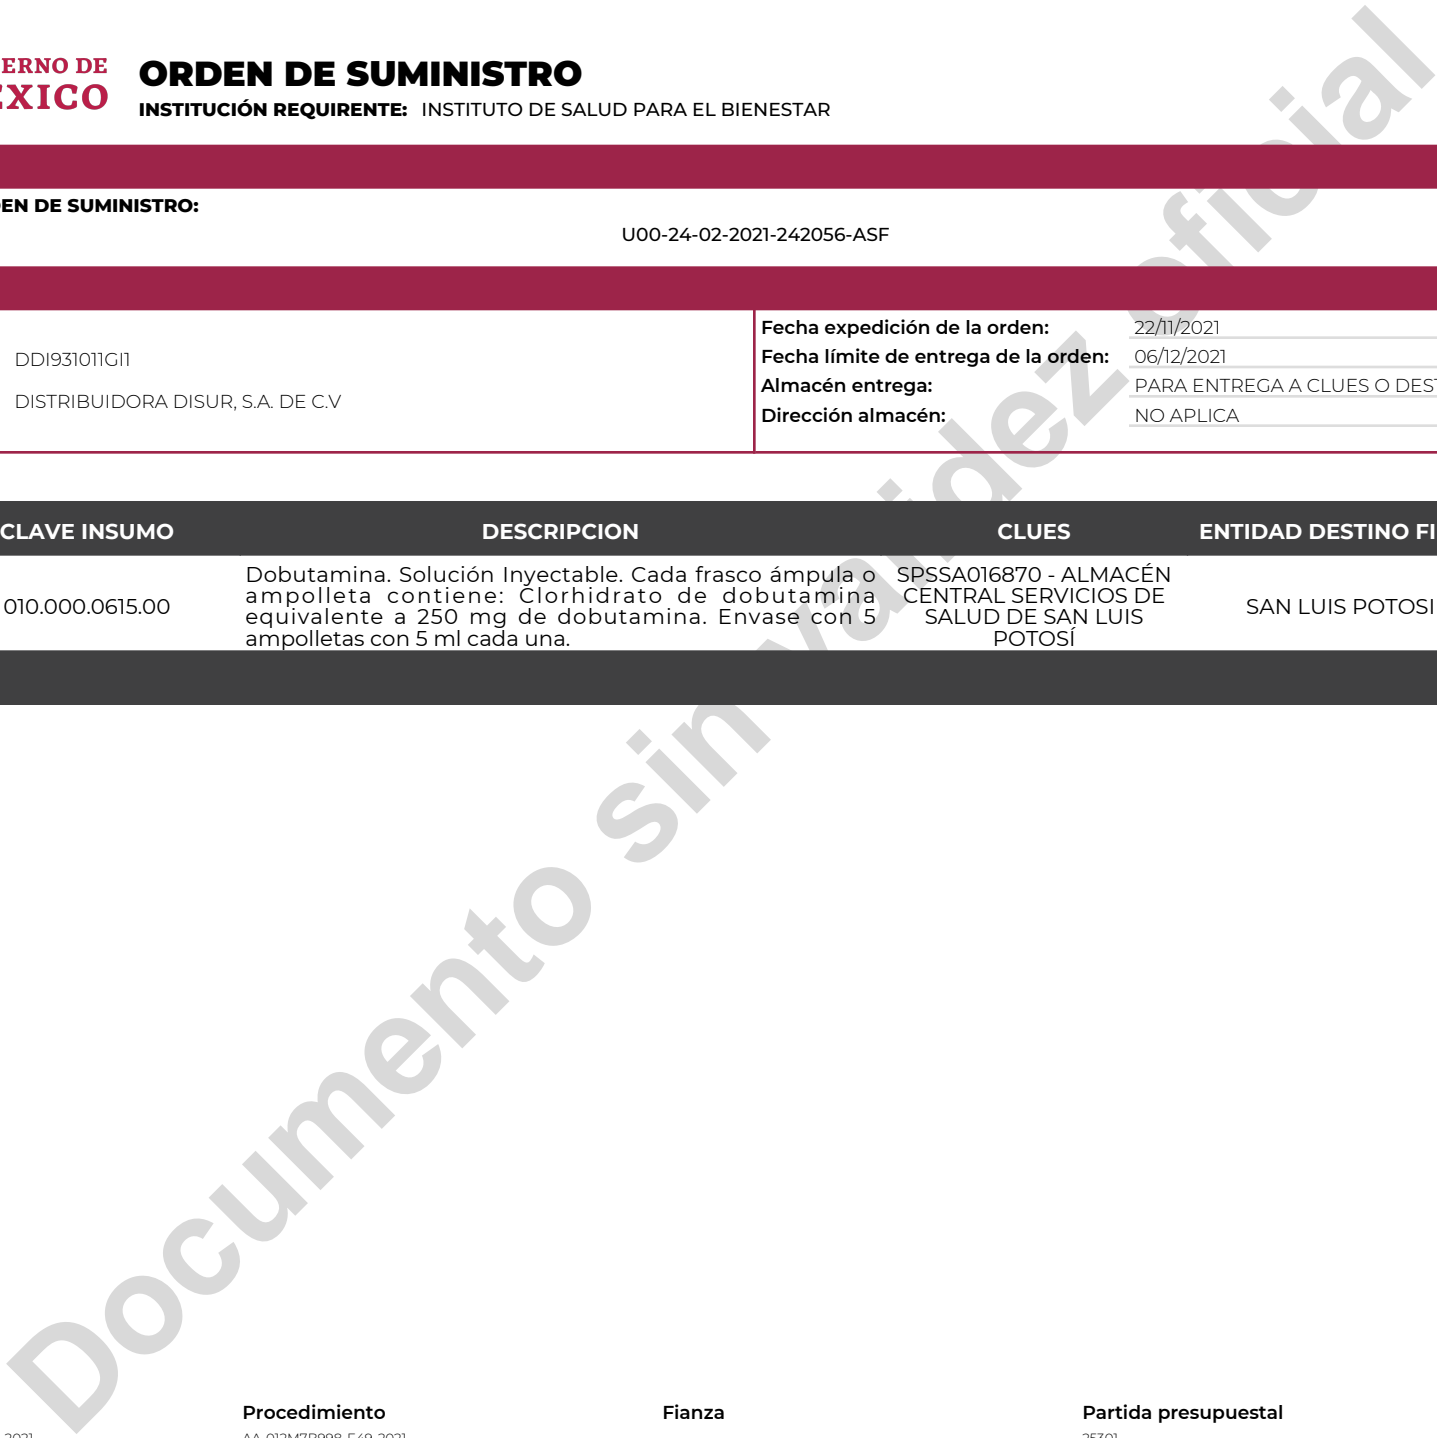 ERNO DE
ÉXICO
ORDEN DE SUMINISTRO
INSTITUCIÓN REQUIRENTE: INSTITUTO DE SALUD PARA EL BIENESTAR
EN DE SUMINISTRO:
U00-24-02-2021-242056-ASF
DDI931011GI1
DISTRIBUIDORA DISUR, S.A. DE C.V
Fecha expedición de la orden: 22/11/2021
Fecha límite de entrega de la orden: 06/12/2021
Almacén entrega: PARA ENTREGA A CLUES O DEST
Dirección almacén: NO APLICA
CLAVE INSUMO DESCRIPCION CLUES ENTIDAD DESTINO FI
010.000.0615.00
Dobutamina. Solución Inyectable. Cada frasco ámpula o
ampolleta contiene: Clorhidrato de dobutamina
equivalente a 250 mg de dobutamina. Envase con 5
ampolletas con 5 ml cada una.
SPSSA016870 - ALMACÉN
CENTRAL SERVICIOS DE
SALUD DE SAN LUIS
POTOSÍ
SAN LUIS POTOSI
Documento sin validez oficial
Procedimiento Fianza Partida presupuestal